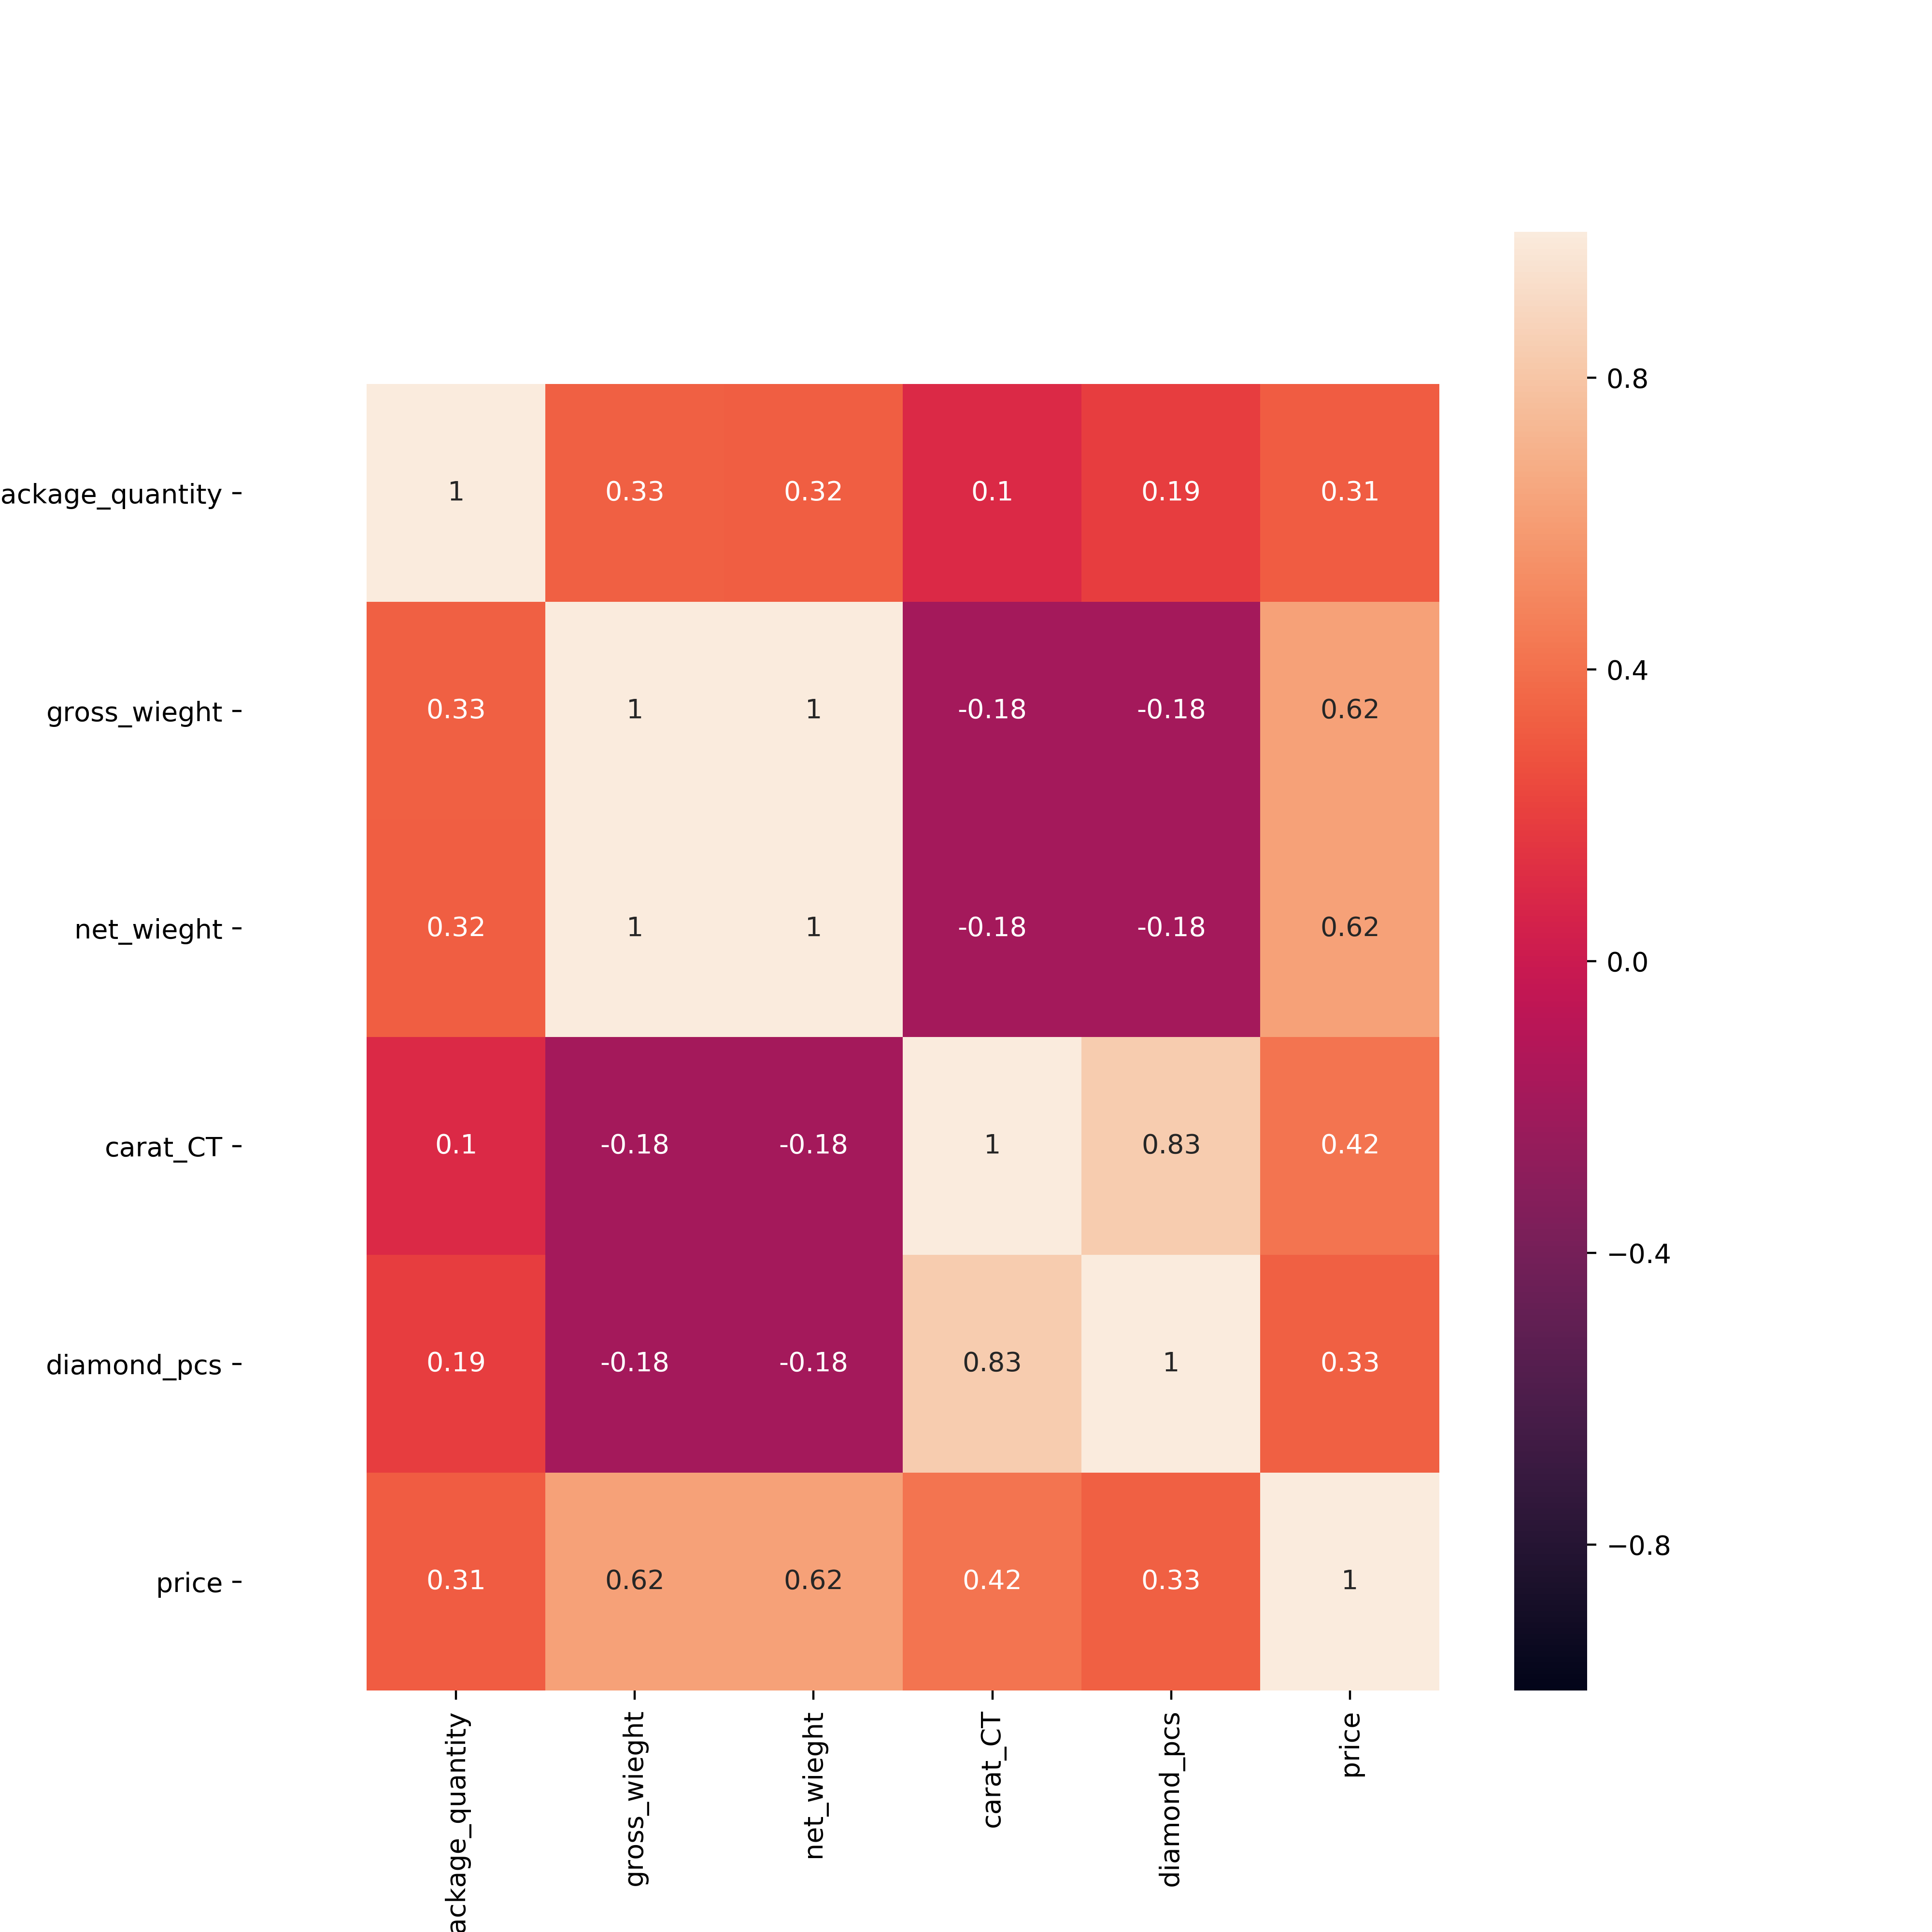 0.8
ackage_quantity 1 0.33 0.32 0.1 0.19 0.31
0.4
gross_wieght 0.33 1 1 -0.18 -0.18 0.62
net_wieght 0.32 1 1 -0.18 -0.18 0.62
0.0
carat_CT 0.1 -0.18 -0.18 1 0.83 0.42
−0.4
diamond_pcs 0.19 -0.18 -0.18 0.83 1 0.33
−0.8
price 0.31 0.62 0.62 0.42 0.33 1
ackage_quantity
gross_wieght
net_wieght
carat_CT
diamond_pcs
price